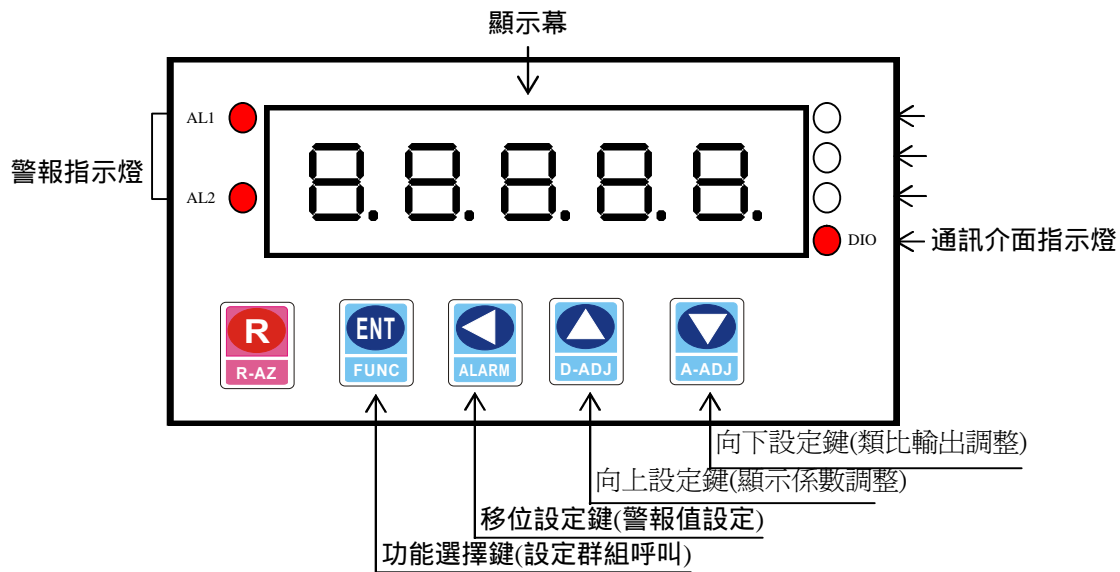 顯示幕
AL1
警報指示燈
AL2
8.8.8.8.8.
DIO
通訊介面指示燈
R
R-AZ
ENT
FUNC
ALARM
D-ADJ
A-ADJ
向下設定鍵(類比輸出調整)
向上設定鍵(顯示係數調整)
移位設定鍵(警報值設定)
功能選擇鍵(設定群組呼叫)